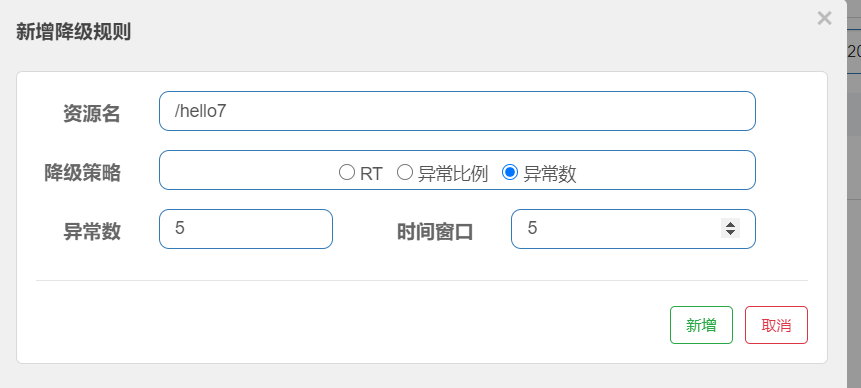 新增降级规则
×
20
资源名 /hello7
降级策略 RT 异常比例 异常数
异常数 5 时间窗口 5
新增 取消